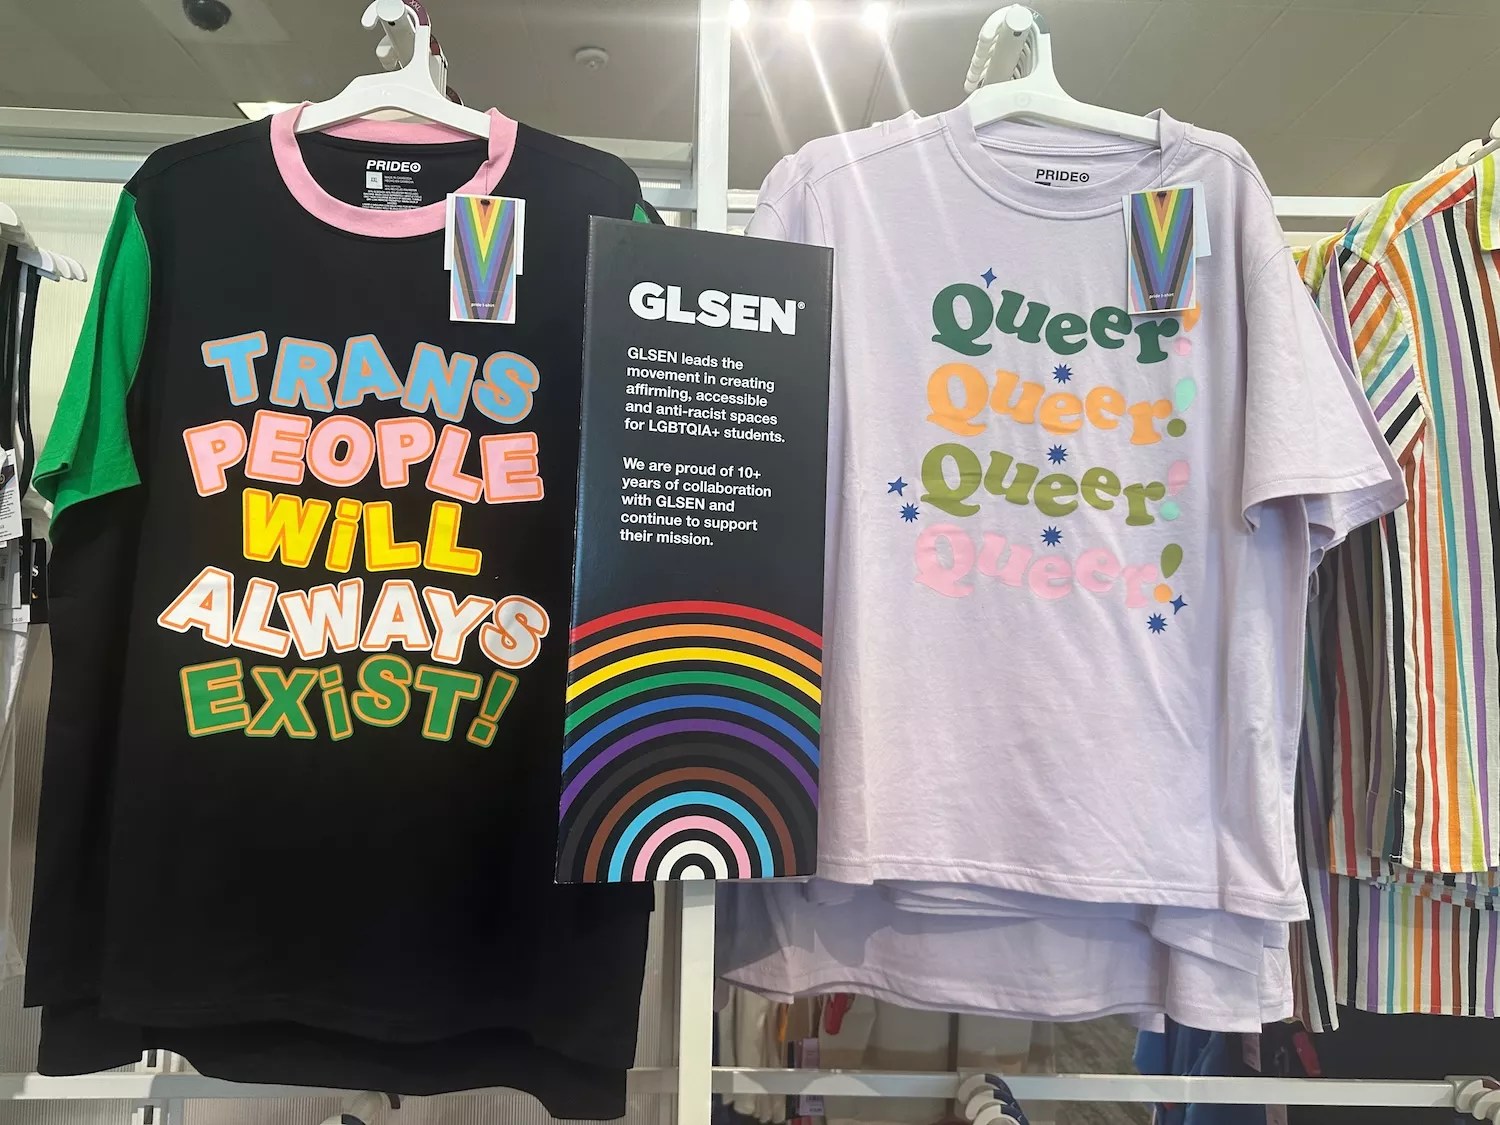 PRIDE
XXL
TRANS
PEOPLE
WiLL
ALWAYS
EXiST!
GLSEN®
GLSEN leads the
movement in creating
affirming, accessible
and anti-racist spaces
for LGBTQIA+ students.
We are proud of 10+
years of collaboration
with GLSEN and
continue to support
their mission.
PRIDE
Queer!
Queer!
Queer!
Queer!